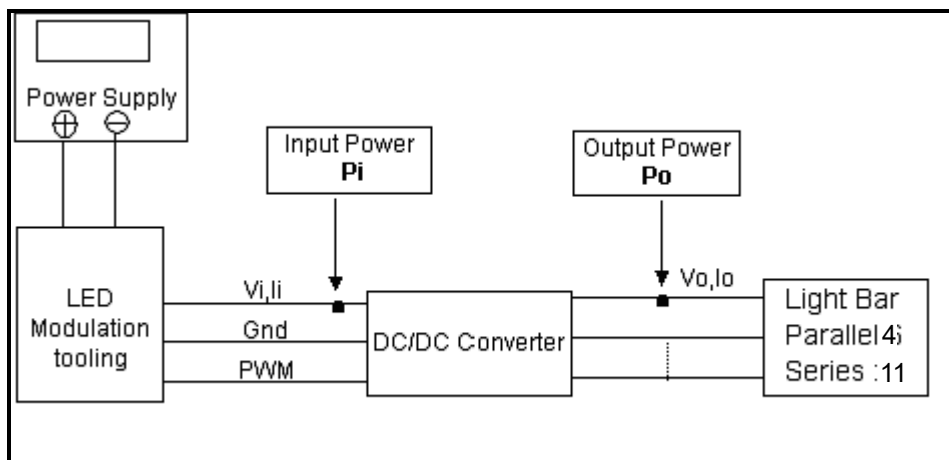 Power Supply
Input Power
Pi
Output Power
Po
LED
Modulation
tooling
Vi,Ii
Gnd
PWM
DC/DC Converter
Vo,Io
Light Bar
Parallel
Series :11